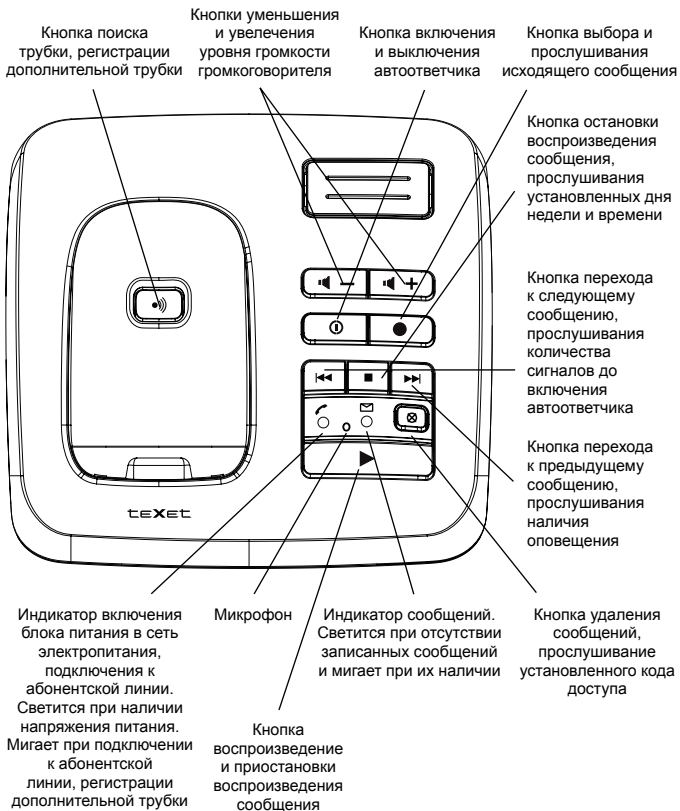 Кнопка поиска
трубки, регистрации
дополнительной трубки
Кнопки уменьшения
и увелечения
уровня громкости
громкоговорителя
Кнопка включения
и выключения
автоответчика
Кнопка выбора и
прослушивания
исходящего сообщения
Кнопка остановки
воспроизведения
сообщения,
прослушивания
установленных дня
недели и времени
Кнопка перехода
к следующему
сообщению,
прослушивания
количества
сигналов до
включения
автоответчика
Кнопка перехода
к предыдущему
сообщению,
прослушивания
наличия
оповещения
teXet
Индикатор включения
блока питания в сеть
электропитания,
подключения к
абонентской линии.
Светится при наличии
напряжения питания.
Мигает при подключении
к абонентской
линии, регистрации
дополнительной трубки
Микрофон
Кнопка
воспроизведение
и приостановки
воспроизведения
сообщения
Индикатор сообщений.
Светится при отсутствии
записанных сообщений
и мигает при их наличии
Кнопка удаления
сообщений,
прослушивание
установленного кода
доступа